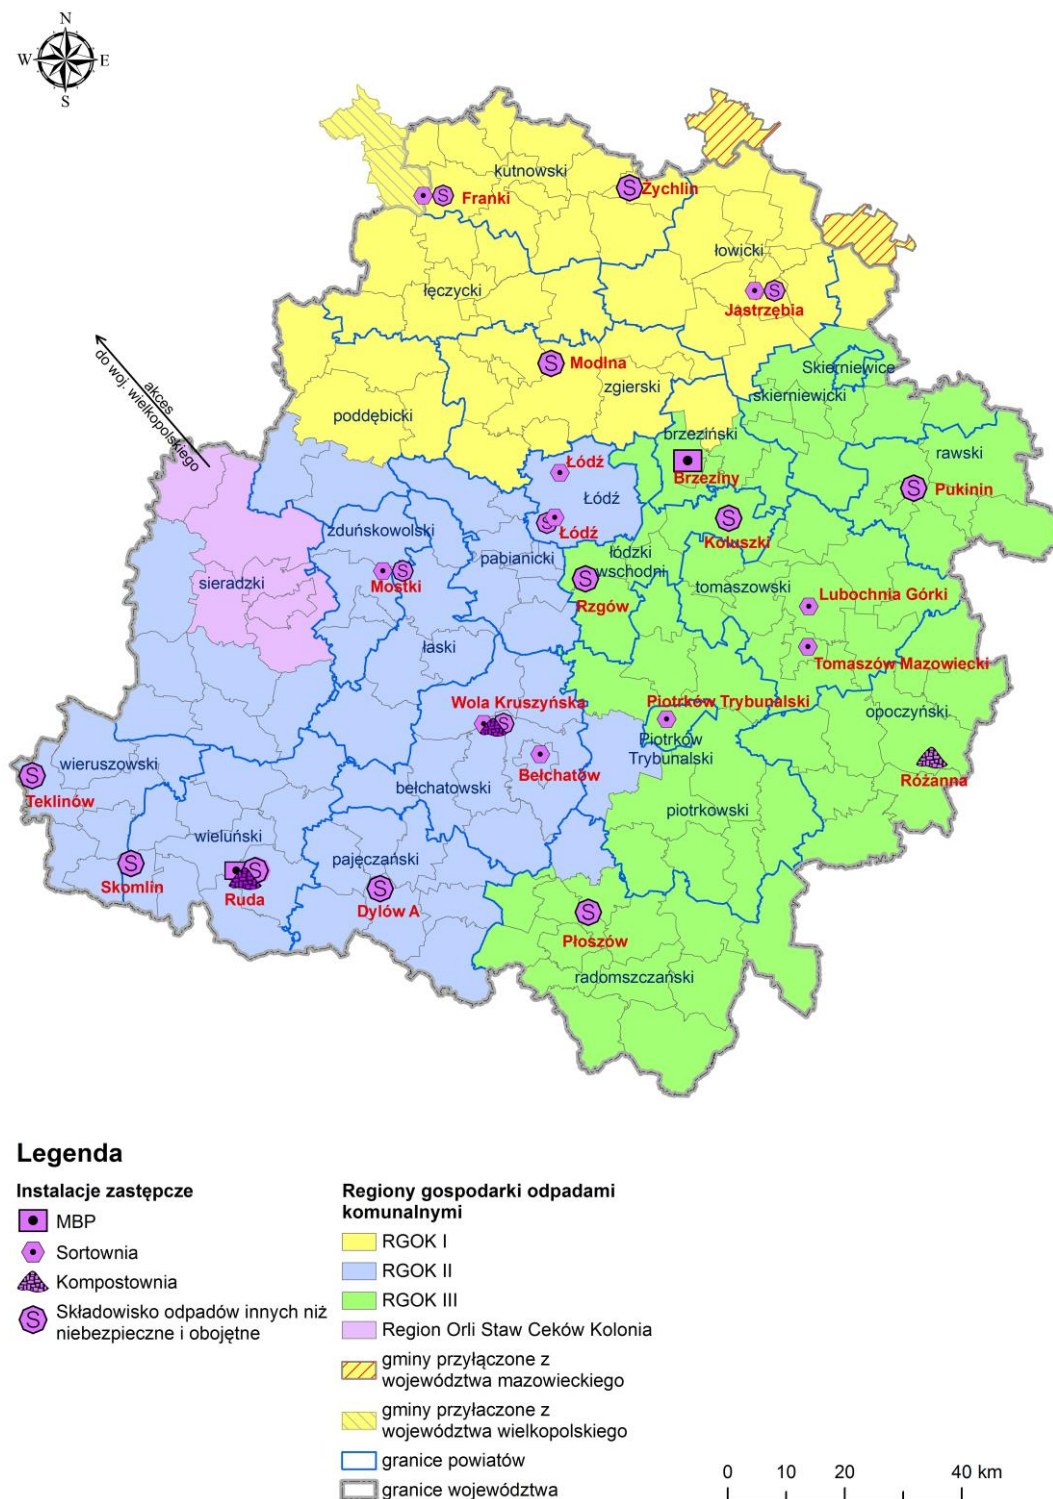 N
W
E
S
kutnowski
Żychlin
Franki
łowicki
łęczycki
Jastrzębia
akces
do woj. wielkopolskiego
Modlna
zgierski
Skierniewice
skierniewicki
poddębicki
brzeziński
rawski
Łódź
Brzeziny
Pukinin
Łódź
zduńskowolski
Łódź
Koluszki
pabianicki
łódzki
wschodni
sieradzki
Mostki
tomaszowski
Lubochnia Górki
Rzgów
łaski
Tomaszów Mazowiecki
Wola Kruszyńska
Piotrków Trybunalski
opoczyński
Piotrków
Trybunalski
wieruszowski
Teklinów
Bełchatów
Różanna
bełchatowski
piotrkowski
wieluński
pajęczański
Skomlin
Ruda
Dylów A
Płoszów
radomszczański
Legenda
Instalacje zastępcze
MBP
Sortownia
Kompostownia
S Składowisko odpadów innych niż
niebezpieczne i obojętne
Regiony gospodarki odpadami
komunalnymi
RGOK I
RGOK II
RGOK III
Region Orli Staw Ceków Kolonia
gminy przyłączone z
województwa mazowieckiego
gminy przyłaczone z
województwa wielkopolskiego
granice powiatów
granice województwa
0 10 20 40 km